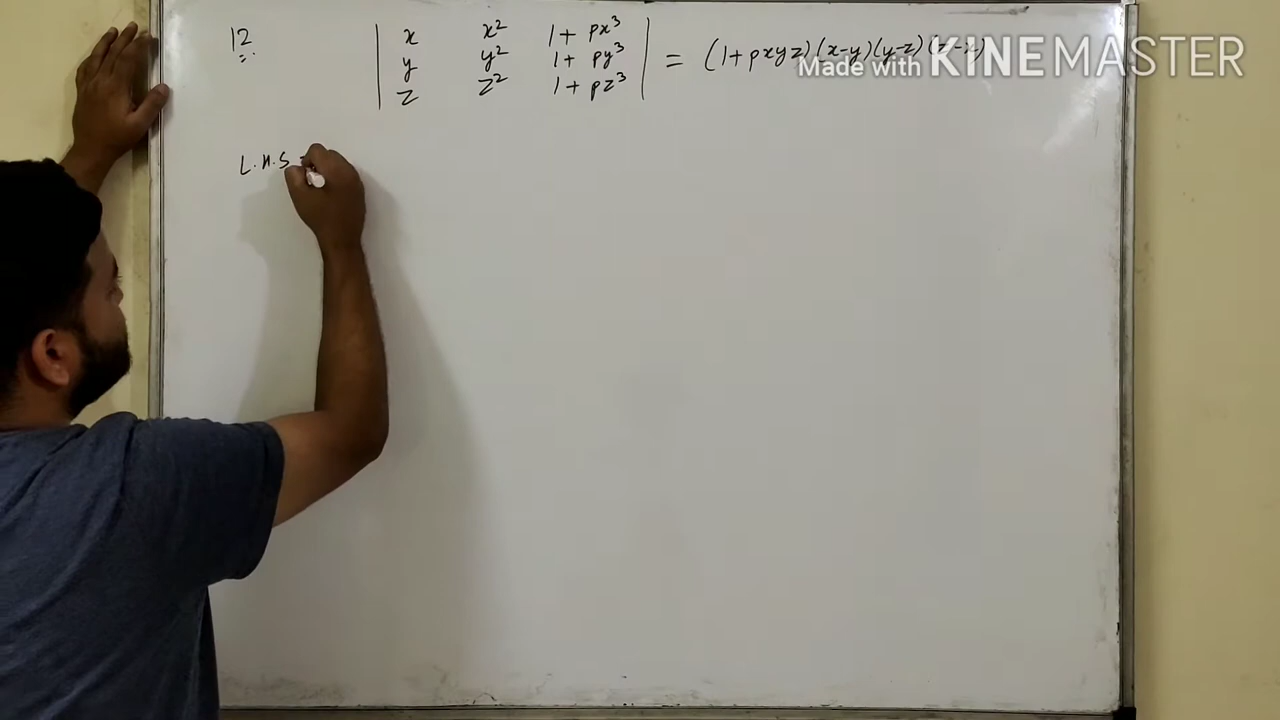 12
| x x² 1 + px³ |
| y y² 1 + py³ | = (1+pxyz)(x-y)(y-z)(z-
| z z² 1 + pz³ |
Made with KINEMASTER
L.H.S =